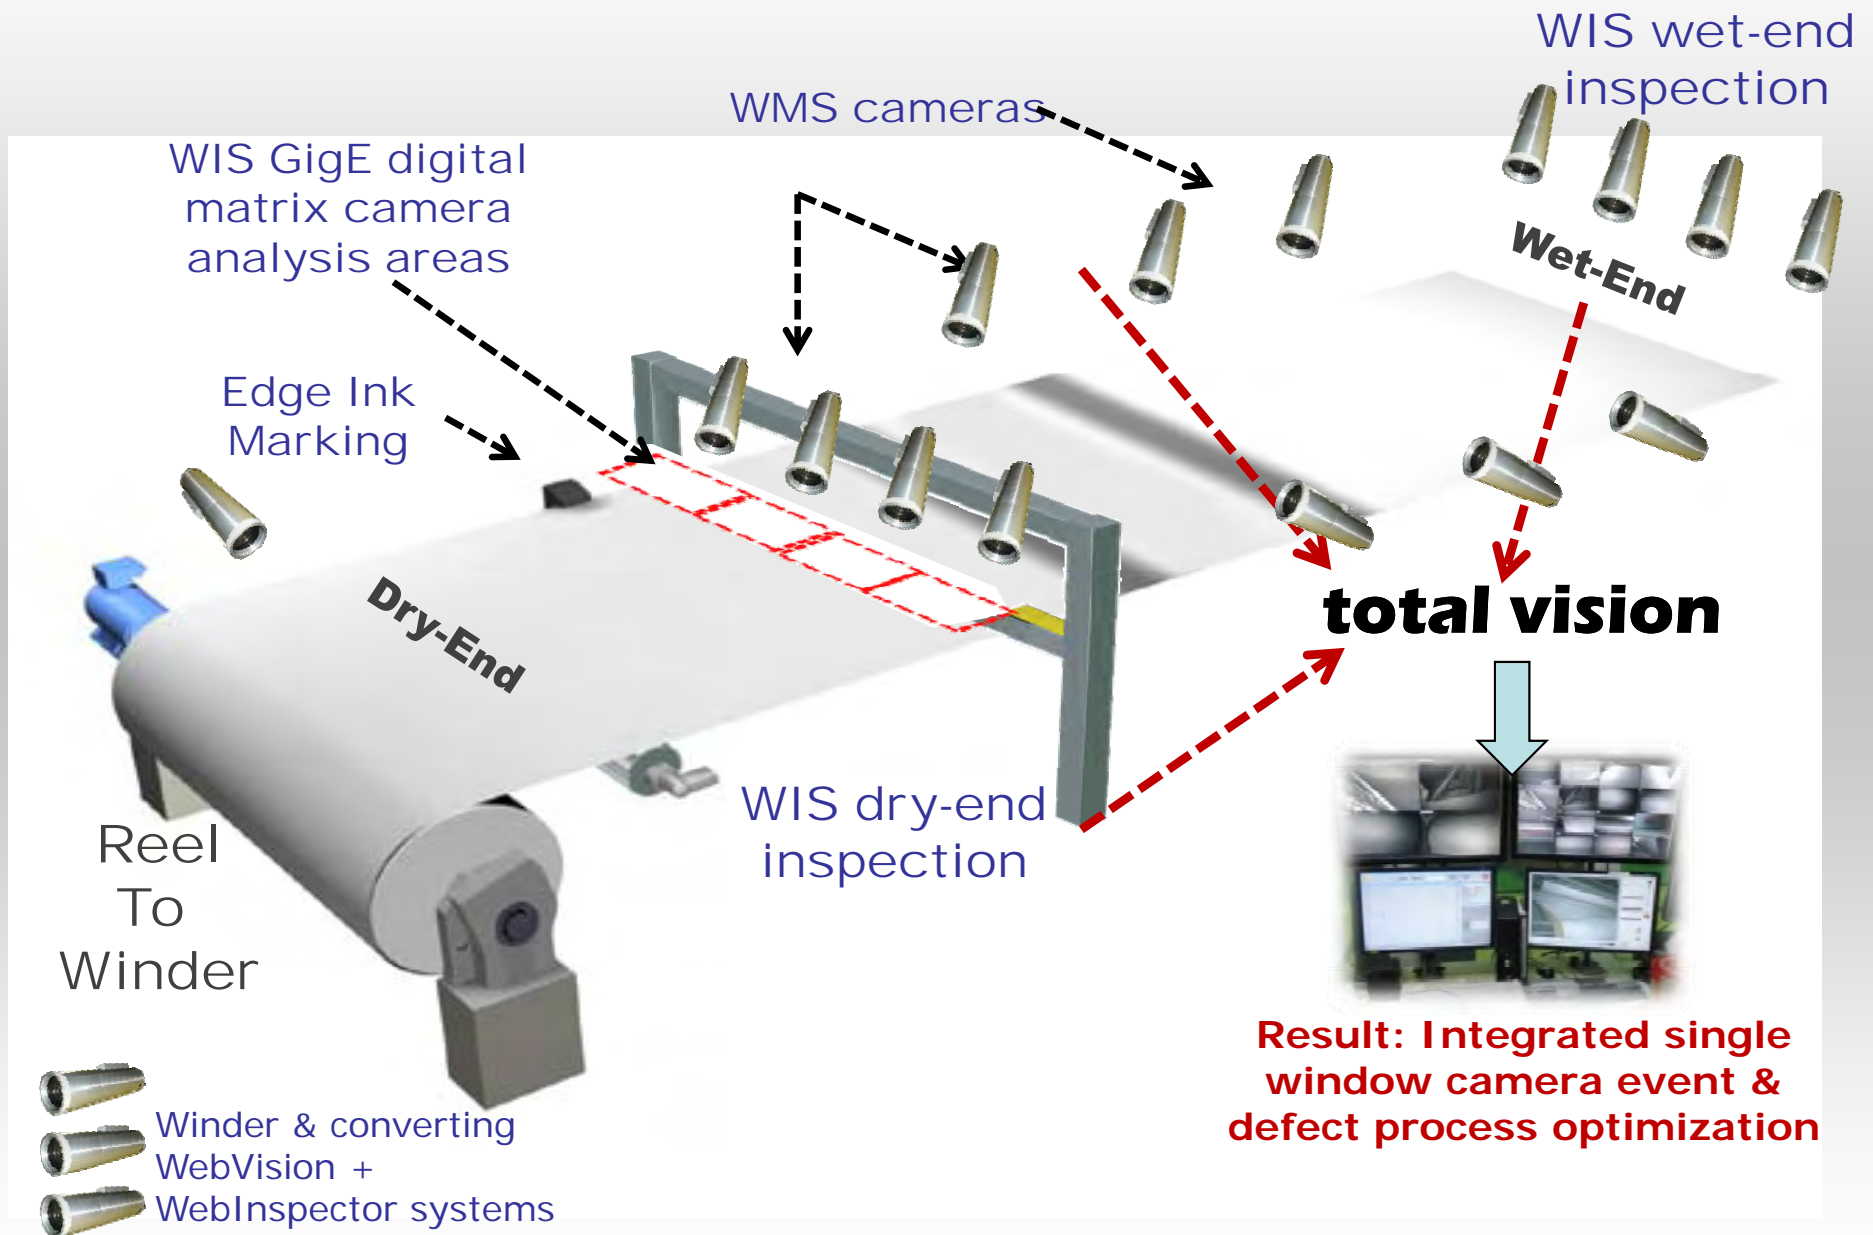 WIS wet-end
inspection
WMS cameras
WIS GigE digital
matrix camera
analysis areas
Wet-End
Edge Ink
Marking
Dry-End
total vision
WIS dry-end
inspection
Reel
To
Winder
Result: Integrated single
window camera event &
defect process optimization
Winder & converting
WebVision +
WebInspector systems